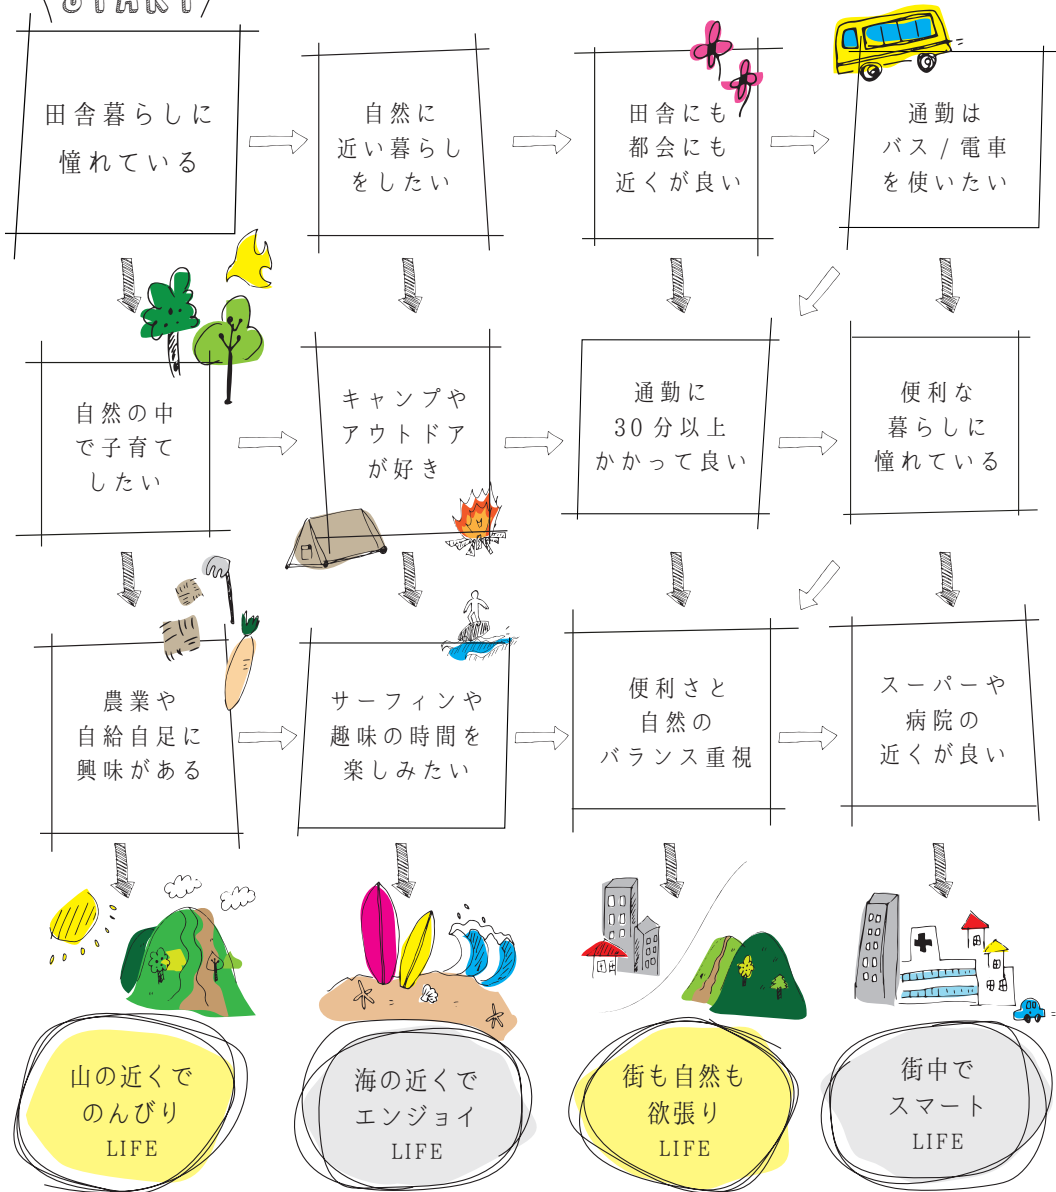 START
田舎暮らしに
憧れている
自然に
近い暮らし
をしたい
田舎にも
都会にも
近くが良い
通勤は
バス / 電車
を使いたい
自然の中
で子育て
したい
キャンプや
アウトドア
が好き
通勤に
30 分以上
かかって良い
便利な
暮らしに
憧れている
農業や
自給自足に
興味がある
サーフィンや
趣味の時間を
楽しみたい
便利さと
自然の
バランス重視
スーパーや
病院の
近くが良い
山の近くで
のんびり
LIFE
海の近くで
エンジョイ
LIFE
街も自然も
欲張り
LIFE
街中で
スマート
LIFE